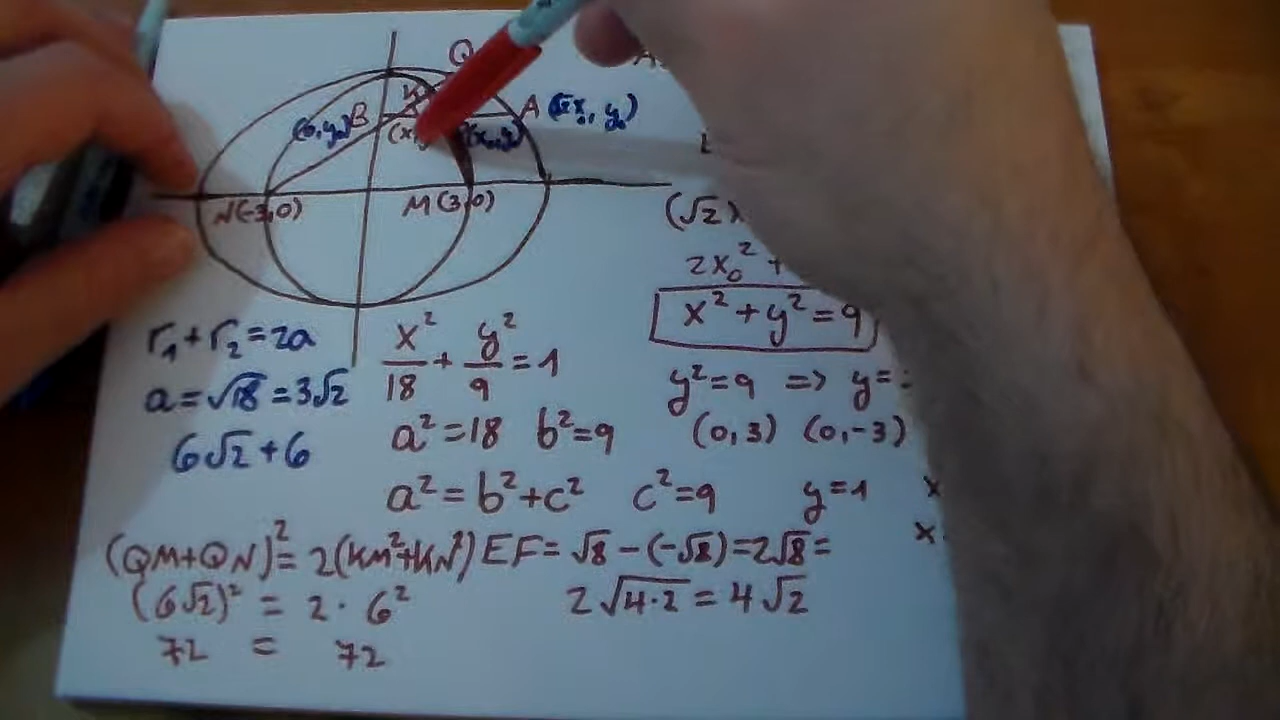 Q
K
B
A (√2x₀, y₀)
(0, y₀)
(x₀, y₀)
N(-3,0)
M(3,0)
(√2)
2x₀² +
x² + y² = 9
r₁ + r₂ = 2a
x²/18 + y²/9 = 1
a = √18 = 3√2
y² = 9 => y =
6√2 + 6
a² = 18 b² = 9
(0, 3) (0, -3)
a² = b² + c² c² = 9
y = 1 x
x
(QM+QN)² = 2(KM²+KN²)
EF = √8 - (-√8) = 2√8 =
(6√2)² = 2 · 6²
2√4·2 = 4√2
72 = 72